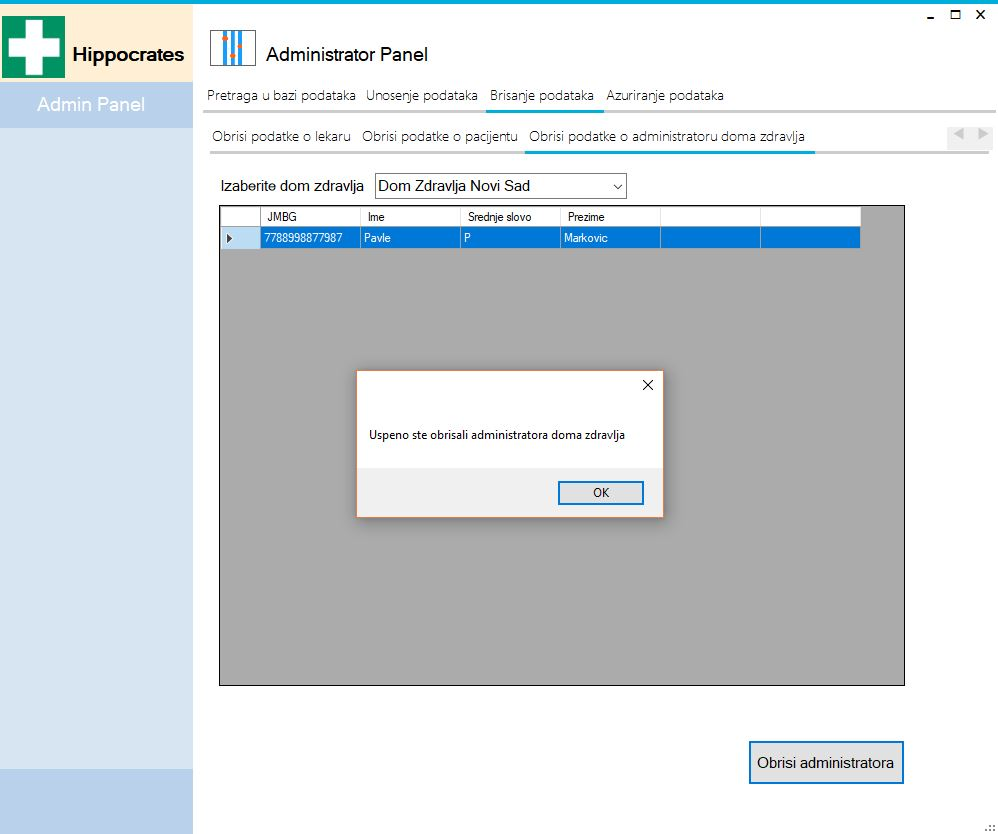 Hippocrates
Administrator Panel
Admin Panel
Pretraga u bazi podataka Unosenje podataka Brisanje podataka Azuriranje podataka
Obrisi podatke o lekaru Obrisi podatke o pacijentu Obrisi podatke o administratoru doma zdravlja
Izaberite dom zdravlja Dom Zdravlja Novi Sad
JMBG Ime Srednje slovo Prezime
7788998877987 Pavle P Markovic
Uspeno ste obrisali administratora doma zdravlja
OK
Obrisi administratora